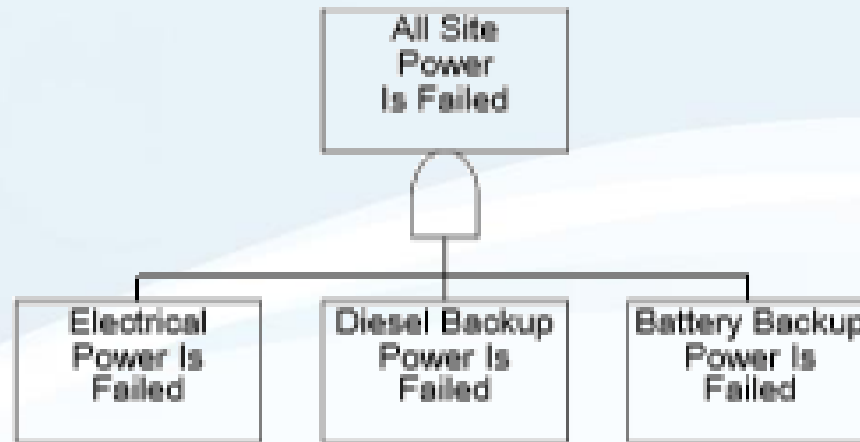 All Site
Power
Is Failed
Electrical
Power Is
Failed
Diesel Backup
Power Is
Failed
Battery Backup
Power Is
Failed